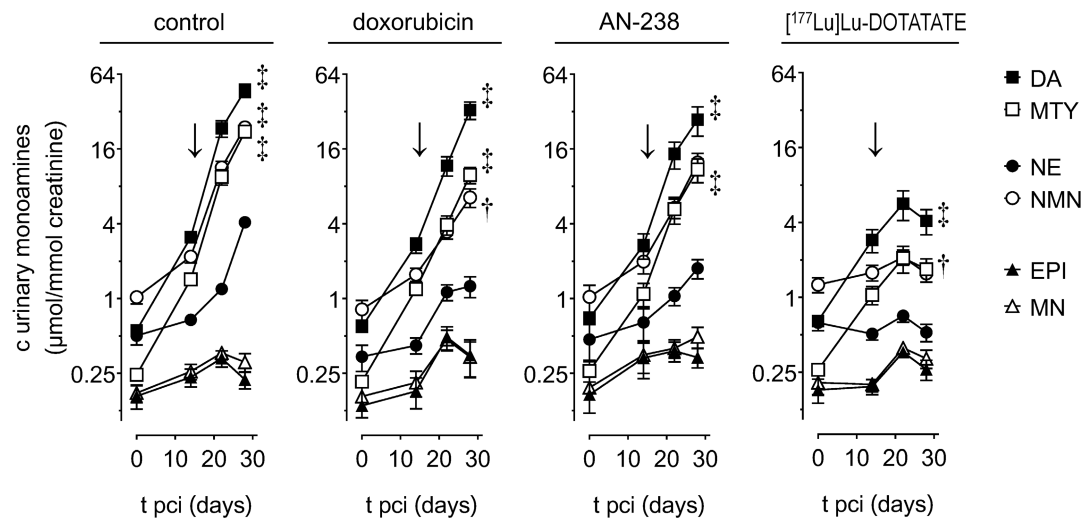 control doxorubicin AN-238 [¹⁷⁷Lu]Lu-DOTATATE
c urinary monoamines
(µmol/mmol creatinine)
64 64 64 64
16 16 16 16
4 4 4 4
1 1 1 1
0.25 0.25 0.25 0.25
‡ ‡ ‡
‡ ‡ †
‡ ‡
‡ †
0 10 20 30 0 10 20 30 0 10 20 30 0 10 20 30
t pci (days) t pci (days) t pci (days) t pci (days)
DA
MTY
NE
NMN
EPI
MN